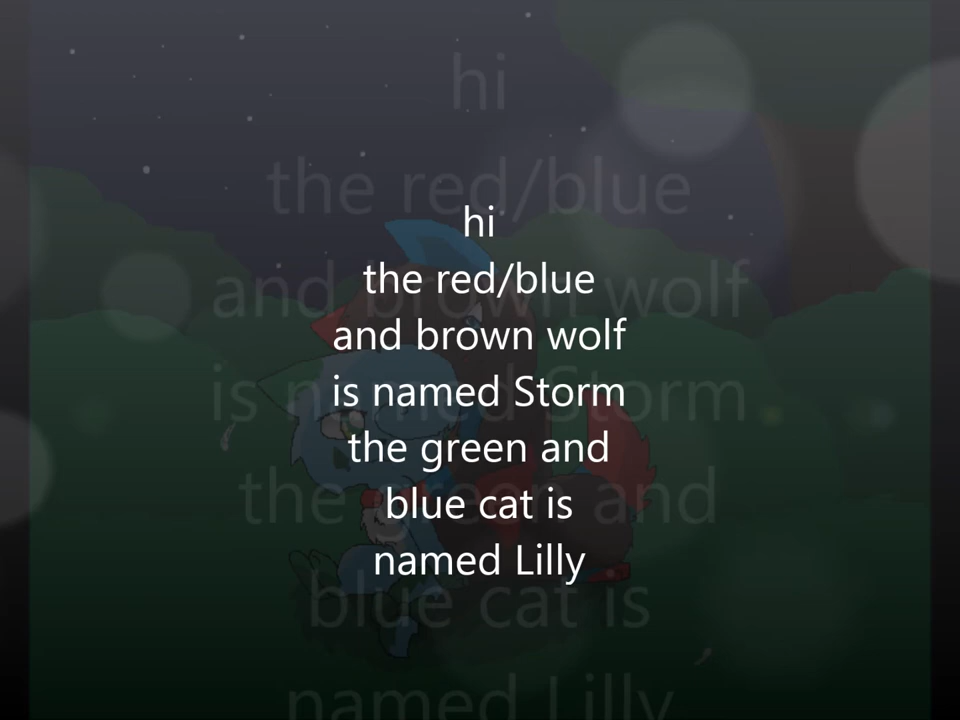 hi
the red/blue
and brown wolf
is named Storm
the green and
blue cat is
named Lilly